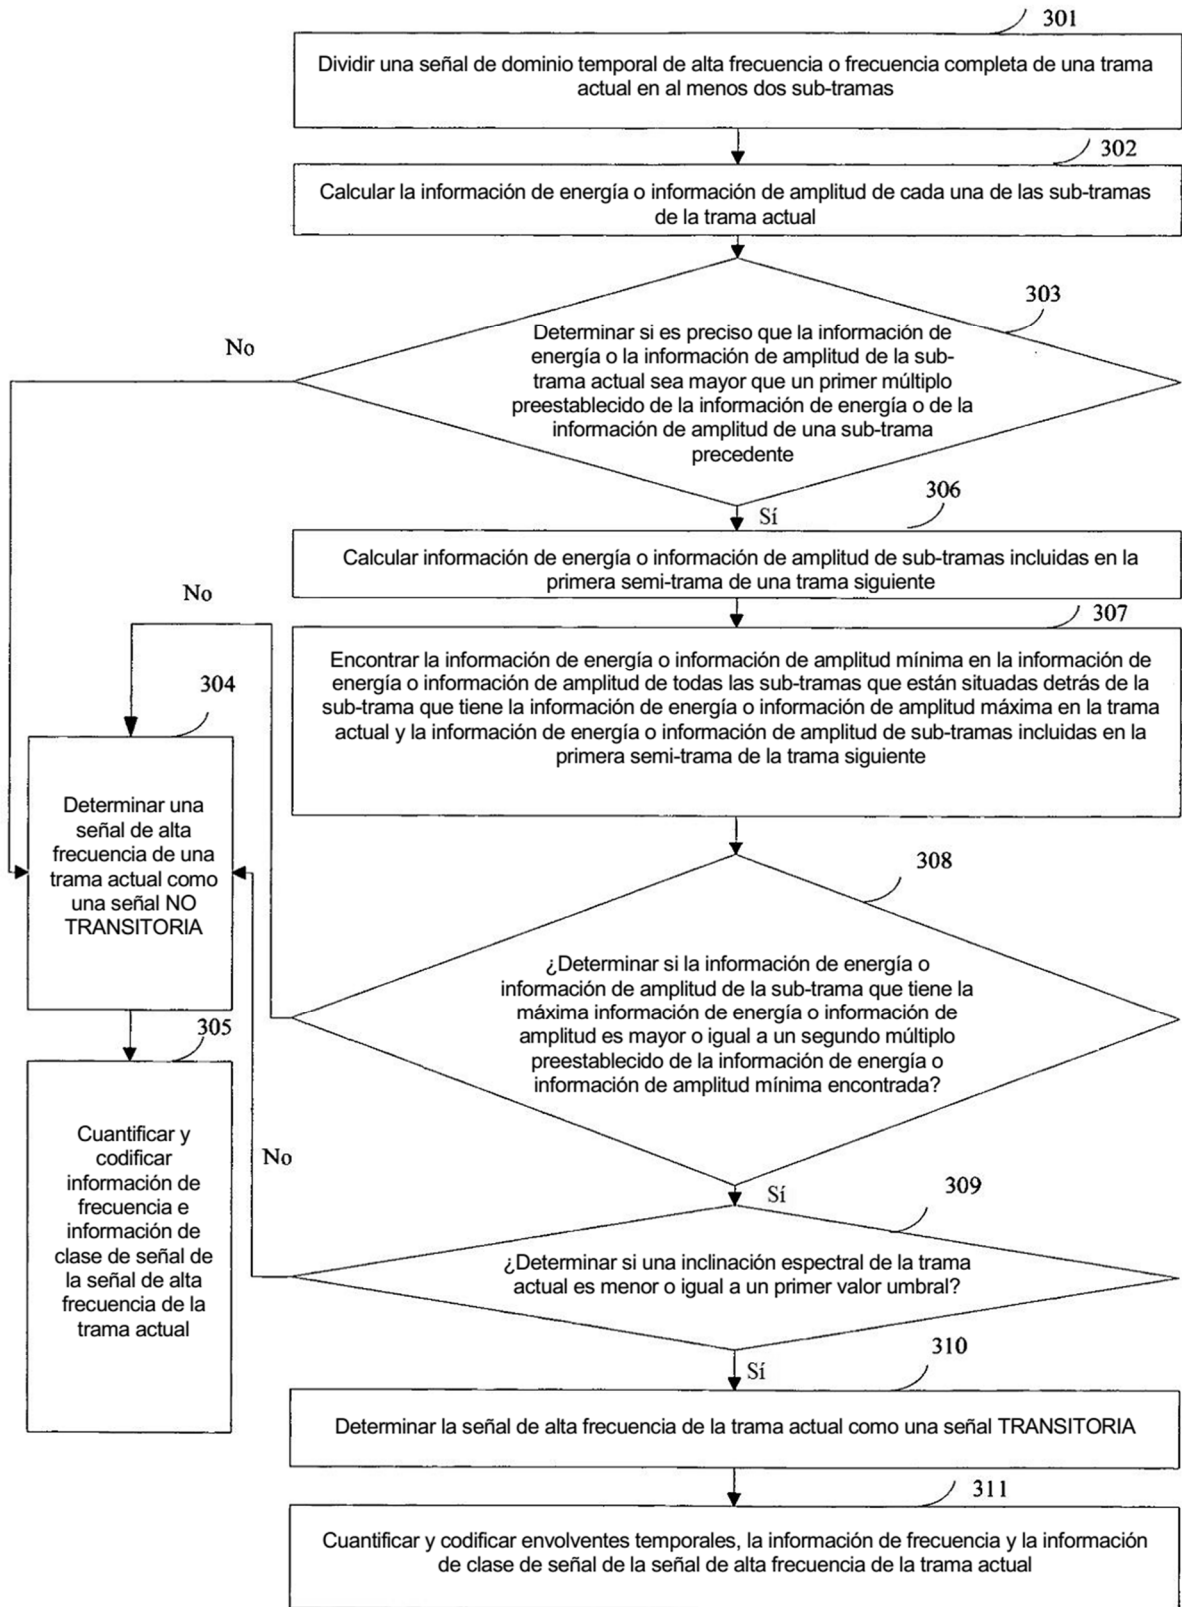 301
Dividir una señal de dominio temporal de alta frecuencia o frecuencia completa de una trama
actual en al menos dos sub-tramas
302
Calcular la información de energía o información de amplitud de cada una de las sub-tramas
de la trama actual
303
No
Determinar si es preciso que la información de
energía o la información de amplitud de la sub-
trama actual sea mayor que un primer múltiplo
preestablecido de la información de energía o de la
información de amplitud de una sub-trama
precedente
Sí
306
Calcular información de energía o información de amplitud de sub-tramas incluidas en la
primera semi-trama de una trama siguiente
No
307
Encontrar la información de energía o información de amplitud mínima en la información de
energía o información de amplitud de todas las sub-tramas que están situadas detrás de la
sub-trama que tiene la información de energía o información de amplitud máxima en la trama
actual y la información de energía o información de amplitud de sub-tramas incluidas en la
primera semi-trama de la trama siguiente
304
Determinar una
señal de alta
frecuencia de una
trama actual como
una señal NO
TRANSITORIA
308
¿Determinar si la información de energía o
información de amplitud de la sub-trama que tiene la
máxima información de energía o información de
amplitud es mayor o igual a un segundo múltiplo
preestablecido de la información de energía o
información de amplitud mínima encontrada?
305
Cuantificar y
codificar
información de
frecuencia e
información de
clase de señal de
la señal de alta
frecuencia de la
trama actual
No
Sí
309
¿Determinar si una inclinación espectral de la trama
actual es menor o igual a un primer valor umbral?
Sí
310
Determinar la señal de alta frecuencia de la trama actual como una señal TRANSITORIA
311
Cuantificar y codificar envolventes temporales, la información de frecuencia y la información
de clase de señal de la señal de alta frecuencia de la trama actual